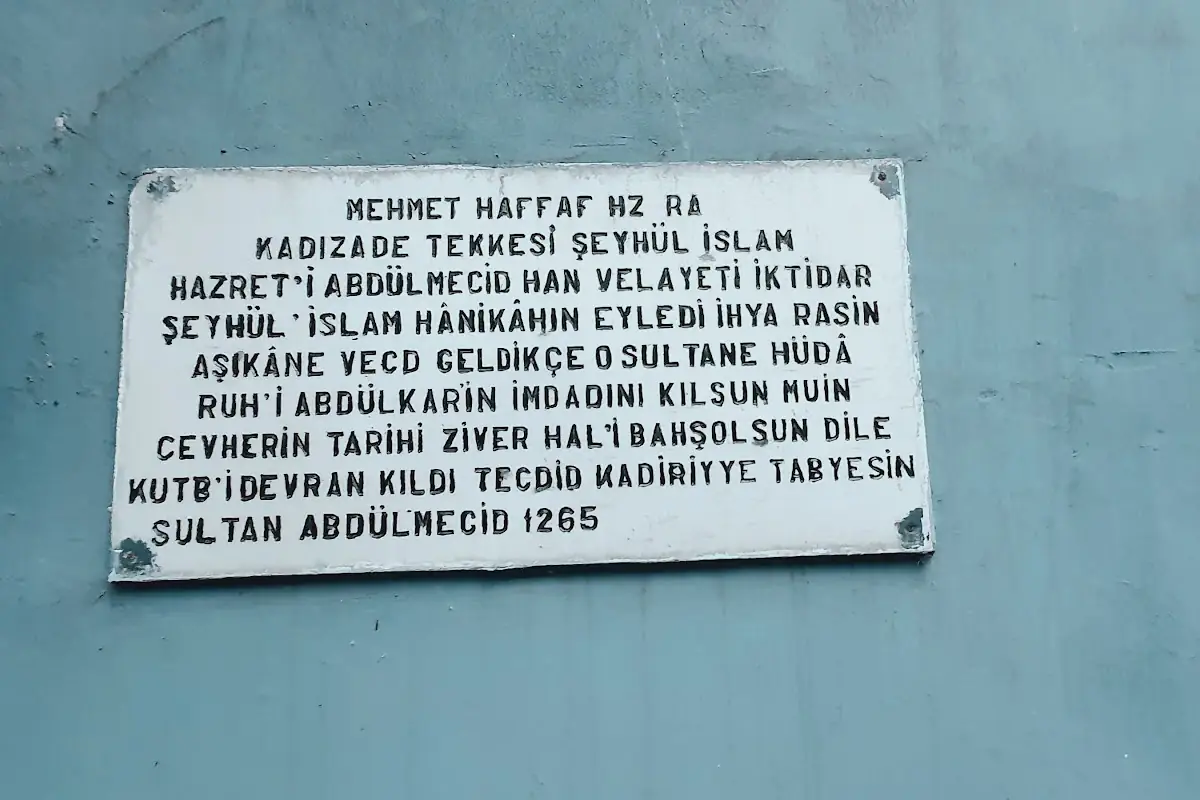 MEHMET HAFFAF HZ RA
KADIZADE TEKKESİ ŞEYHÜL İSLAM
HAZRET'İ ABDÜLMECİD HAN VELAYETİ İKTİDAR
ŞEYHÜL'İSLAM HÂNİKÂHIN EYLEDİ İHYA RASİN
AŞIKÂNE VECD GELDİKÇE O SULTANE HÜDÂ
RUH'İ ABDÜLKAR'İN İMDADINI KILSUN MUİN
CEVHERİN TARİHİ ZİVER HAL'İ BAHŞOLSUN DİLE
KUTB'İ DEVRAN KILDI TECDİD KADİRİYYE TABYESİN
SULTAN ABDÜLMECİD 1265